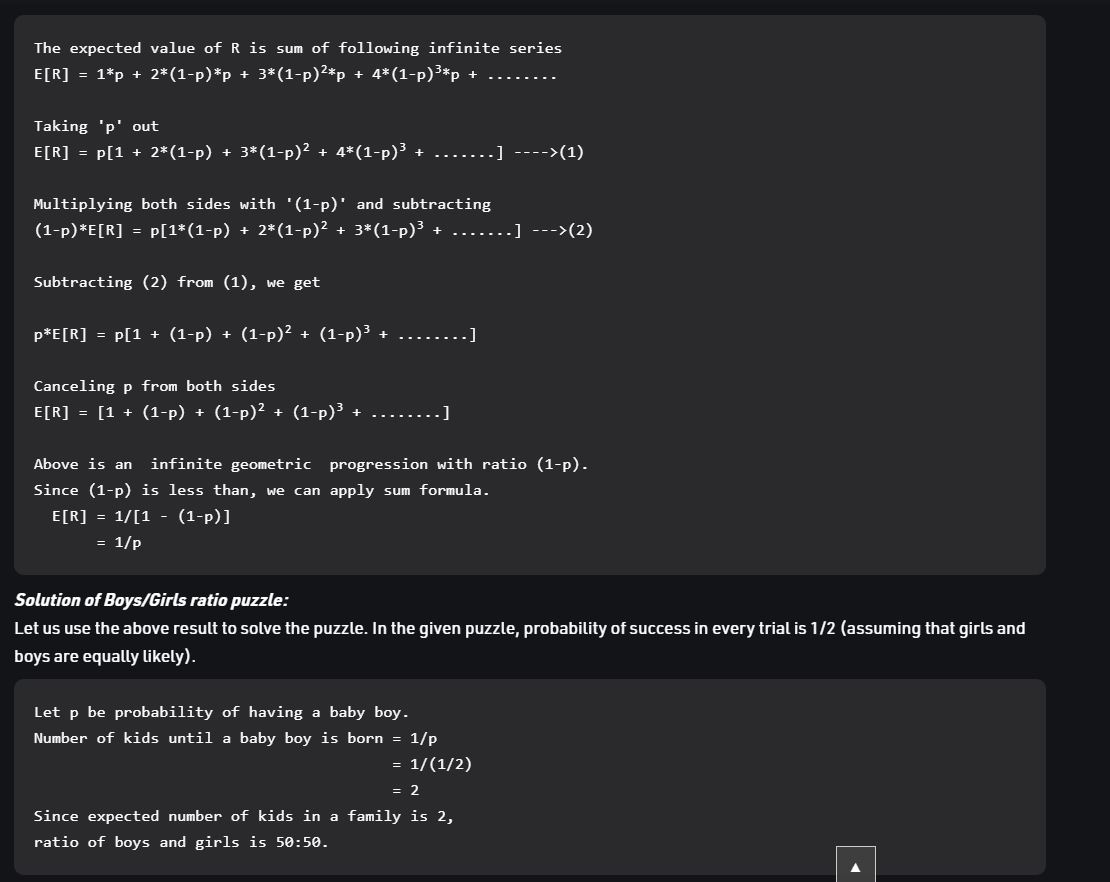 The expected value of R is sum of following infinite series
E[R] = 1*p + 2*(1-p)*p + 3*(1-p)²*p + 4*(1-p)³*p + ........
Taking 'p' out
E[R] = p[1 + 2*(1-p) + 3*(1-p)² + 4*(1-p)³ + .......] ---->(1)
Multiplying both sides with '(1-p)' and subtracting
(1-p)*E[R] = p[1*(1-p) + 2*(1-p)² + 3*(1-p)³ + .......] --->(2)
Subtracting (2) from (1), we get
p*E[R] = p[1 + (1-p) + (1-p)² + (1-p)³ + ........]
Canceling p from both sides
E[R] = [1 + (1-p) + (1-p)² + (1-p)³ + ........]
Above is an  infinite geometric  progression with ratio (1-p).
Since (1-p) is less than, we can apply sum formula.
E[R] = 1/[1 - (1-p)]
= 1/p
Solution of Boys/Girls ratio puzzle:
Let us use the above result to solve the puzzle. In the given puzzle, probability of success in every trial is 1/2 (assuming that girls and
boys are equally likely).
Let p be probability of having a baby boy.
Number of kids until a baby boy is born = 1/p
= 1/(1/2)
= 2
Since expected number of kids in a family is 2,
ratio of boys and girls is 50:50.